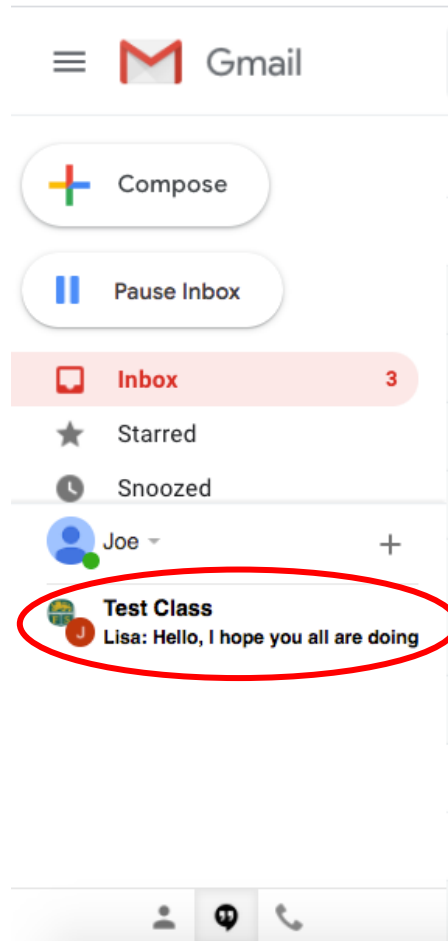 Gmail
Compose
Pause Inbox
Inbox 3
Starred
Snoozed
Joe
Test Class
J
Lisa: Hello, I hope you all are doing